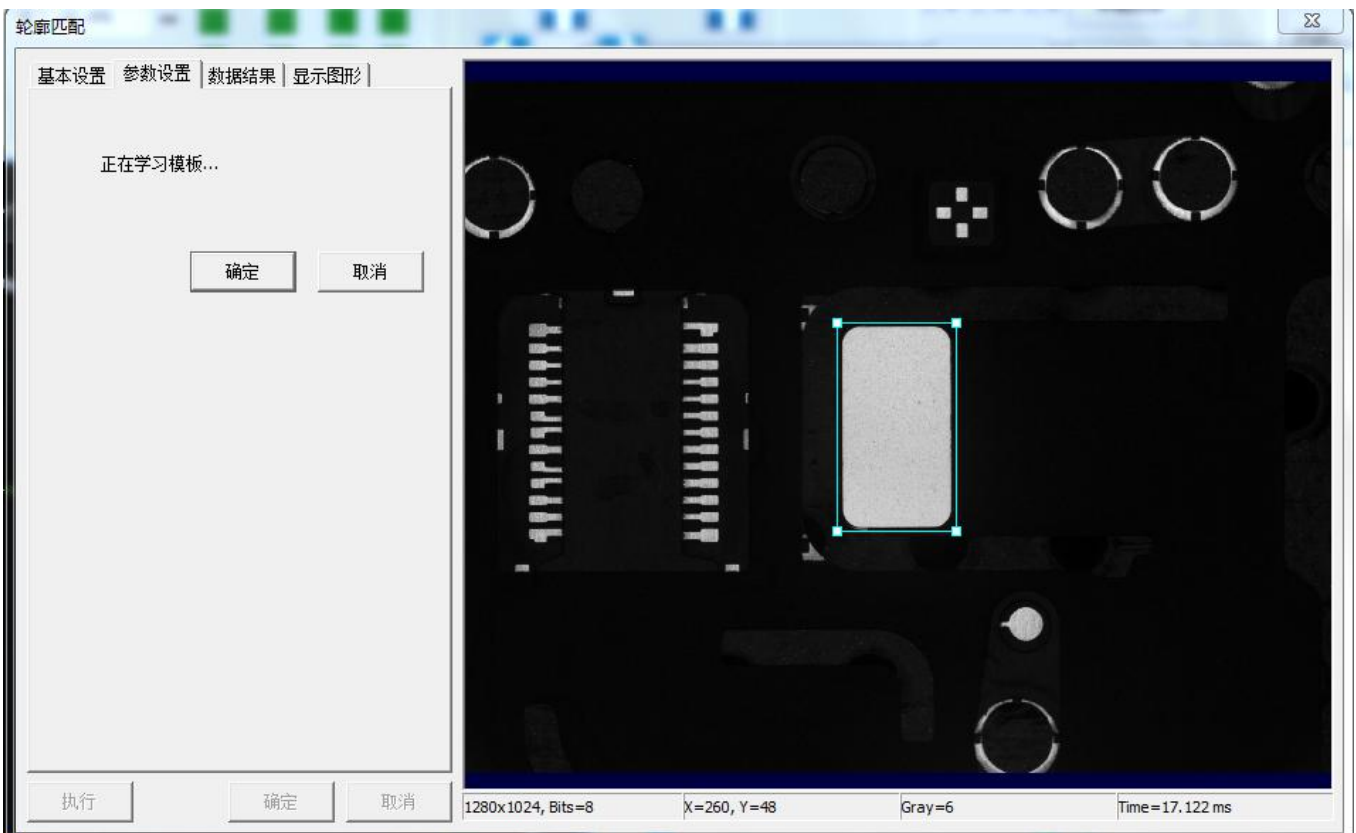 轮廓匹配
基本设置 参数设置 数据结果 显示图形
正在学习模板...
确定 取消
执行 确定 取消
1280x1024, Bits=8 X=260, Y=48 Gray=6 Time=17.122 ms